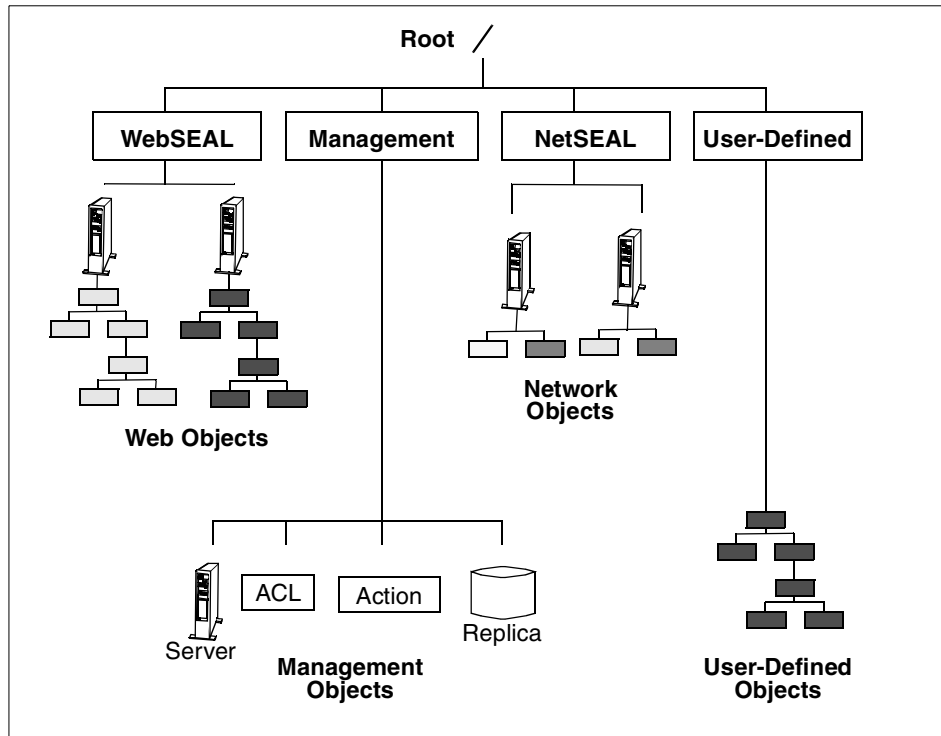 Root /
WebSEAL
Management
NetSEAL
User-Defined
Web Objects
Network
Objects
Server
ACL
Action
Replica
Management
Objects
User-Defined
Objects